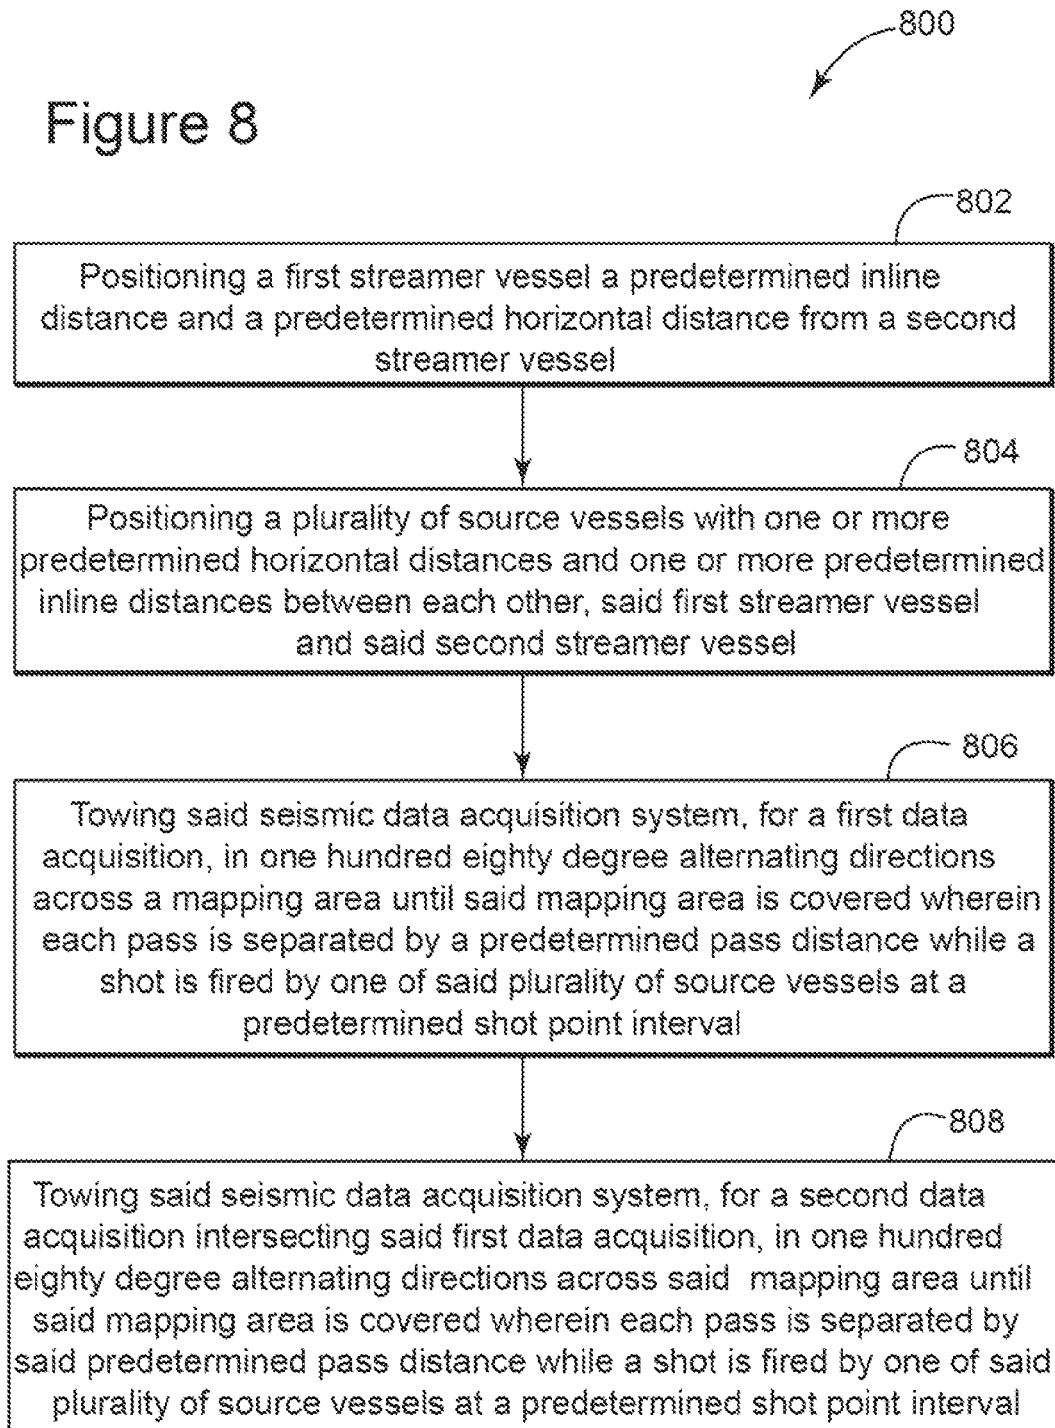 800
Figure 8
802
Positioning a first streamer vessel a predetermined inline
distance and a predetermined horizontal distance from a second
streamer vessel
804
Positioning a plurality of source vessels with one or more
predetermined horizontal distances and one or more predetermined
inline distances between each other, said first streamer vessel
and said second streamer vessel
806
Towing said seismic data acquisition system, for a first data
acquisition, in one hundred eighty degree alternating directions
across a mapping area until said mapping area is covered wherein
each pass is separated by a predetermined pass distance while a
shot is fired by one of said plurality of source vessels at a
predetermined shot point interval
808
Towing said seismic data acquisition system, for a second data
acquisition intersecting said first data acquisition, in one hundred
eighty degree alternating directions across said mapping area until
said mapping area is covered wherein each pass is separated by
said predetermined pass distance while a shot is fired by one of said
plurality of source vessels at a predetermined shot point interval